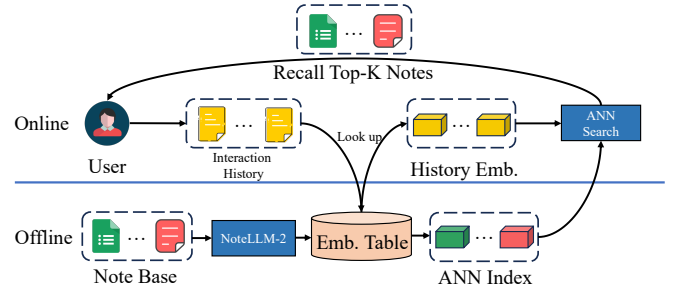 Recall Top-K Notes
Online
User
Interaction
History
Look up
History Emb.
ANN
Search
Offline
Note Base
NoteLLM-2
Emb. Table
ANN Index